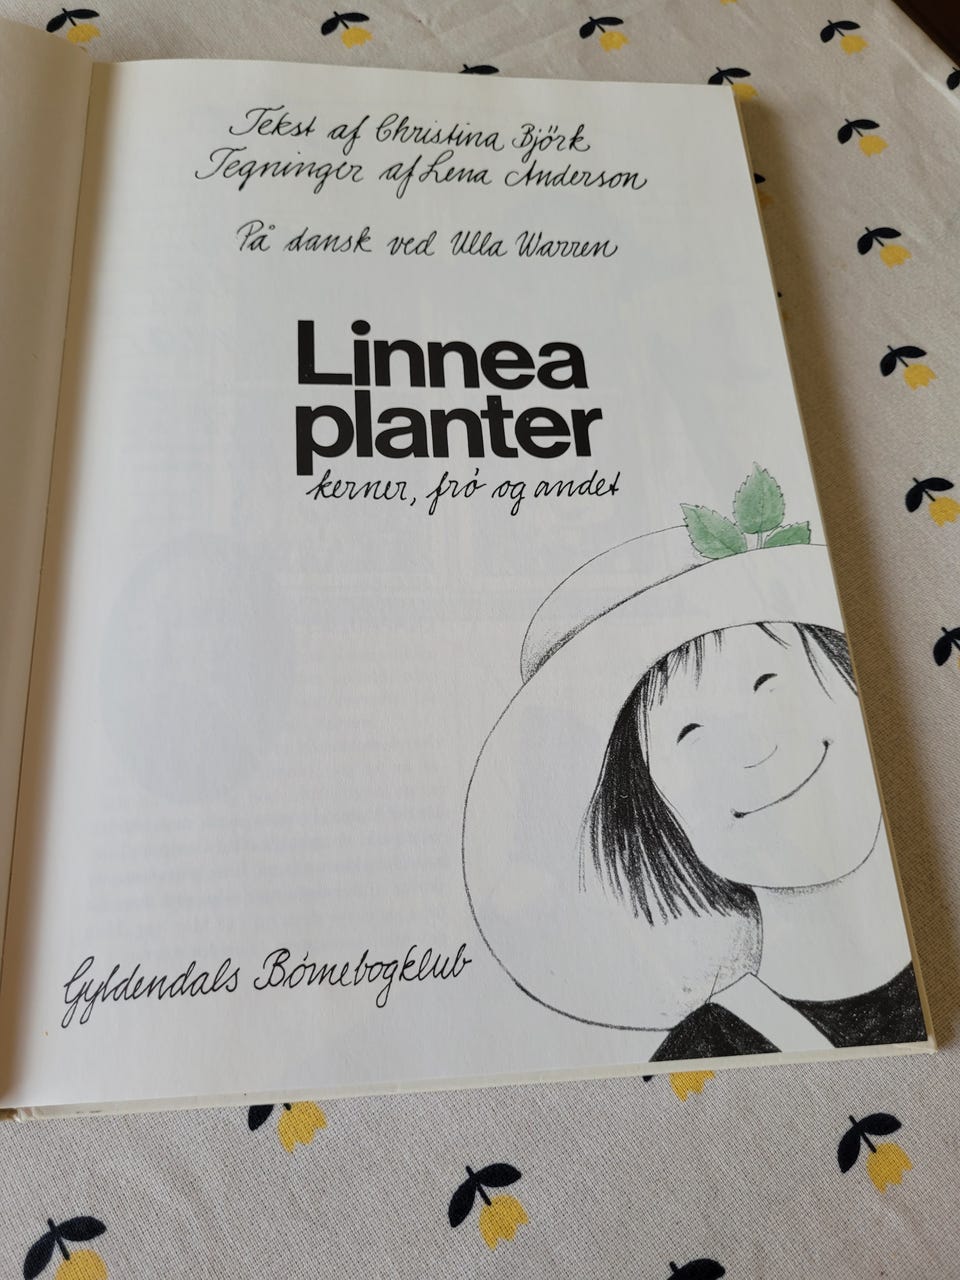 Tekst af Christina Björk
Tegninger af Lena Anderson
På dansk ved Ulla Warren
Linnea
planter
kerner, frø og andet
Gyldendals Børnebogklub